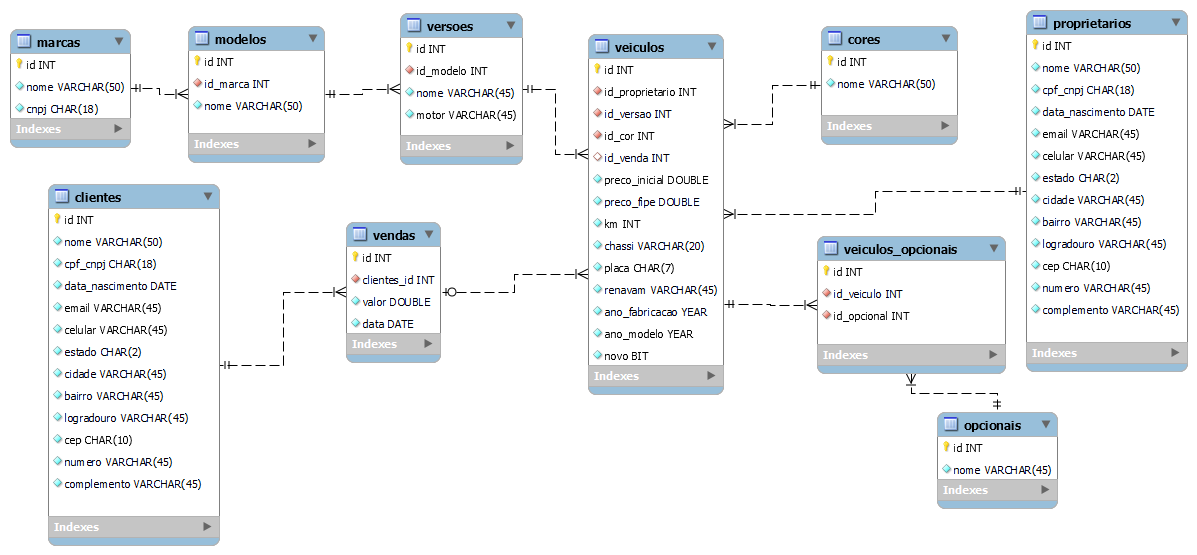 marcas
id INT
nome VARCHAR(50)
cnpj CHAR(18)
Indexes
modelos
id INT
id_marca INT
nome VARCHAR(50)
Indexes
versoes
id INT
id_modelo INT
nome VARCHAR(45)
motor VARCHAR(45)
Indexes
veiculos
id INT
id_proprietario INT
id_versao INT
id_cor INT
id_venda INT
preco_inicial DOUBLE
preco_fipe DOUBLE
km INT
chassi VARCHAR(20)
placa CHAR(7)
renavam VARCHAR(45)
ano_fabricacao YEAR
ano_modelo YEAR
novo BIT
Indexes
cores
id INT
nome VARCHAR(50)
Indexes
proprietarios
id INT
nome VARCHAR(50)
cpf_cnpj CHAR(18)
data_nascimento DATE
email VARCHAR(45)
celular VARCHAR(45)
estado CHAR(2)
cidade VARCHAR(45)
bairro VARCHAR(45)
logradouro VARCHAR(45)
cep CHAR(10)
numero VARCHAR(45)
complemento VARCHAR(45)
Indexes
clientes
id INT
nome VARCHAR(50)
cpf_cnpj CHAR(18)
data_nascimento DATE
email VARCHAR(45)
celular VARCHAR(45)
estado CHAR(2)
cidade VARCHAR(45)
bairro VARCHAR(45)
logradouro VARCHAR(45)
cep CHAR(10)
numero VARCHAR(45)
complemento VARCHAR(45)
Indexes
vendas
id INT
clientes_id INT
valor DOUBLE
data DATE
Indexes
veiculos_opcionais
id INT
id_veiculo INT
id_opcional INT
Indexes
opcionais
id INT
nome VARCHAR(45)
Indexes